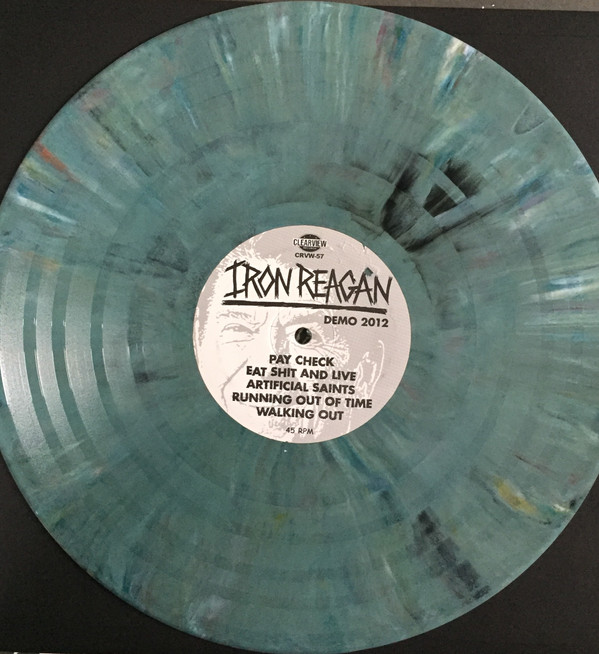 CLEARVIEW
CRVW-57
IRON REAGAN
DEMO 2012
PAY CHECK
EAT SHIT AND LIVE
ARTIFICIAL SAINTS
RUNNING OUT OF TIME
WALKING OUT
45 RPM